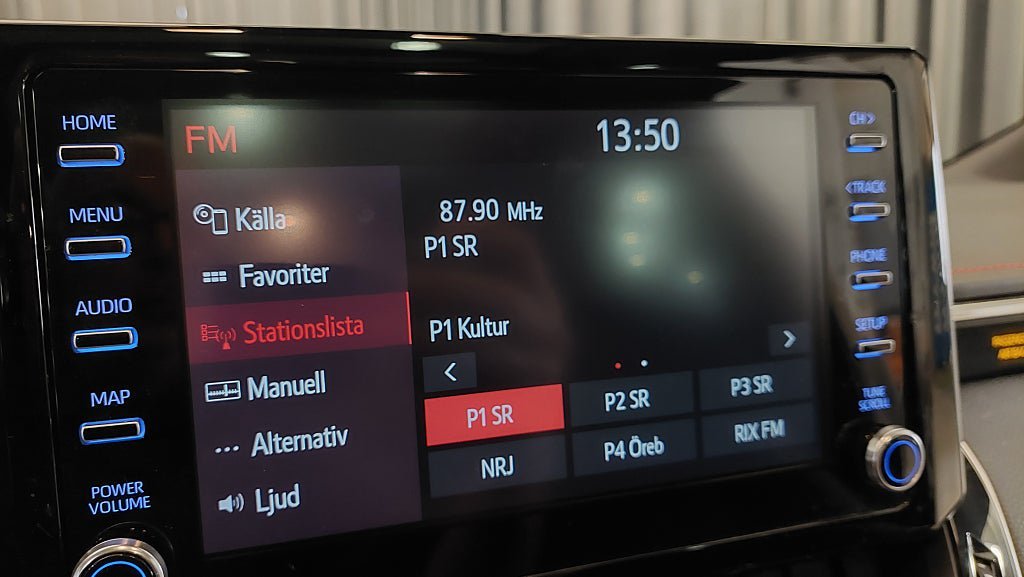 HOME
MENU
AUDIO
MAP
POWER
VOLUME
FM
13:50
Källa
Favoriter
Stationslista
Manuell
Alternativ
Ljud
87.90 MHz
P1 SR
P1 Kultur
P1 SR
P2 SR
P3 SR
NRJ
P4 Öreb
RIX FM
CH>
<TRACK
PHONE
SETUP
TUNE
SCROLL